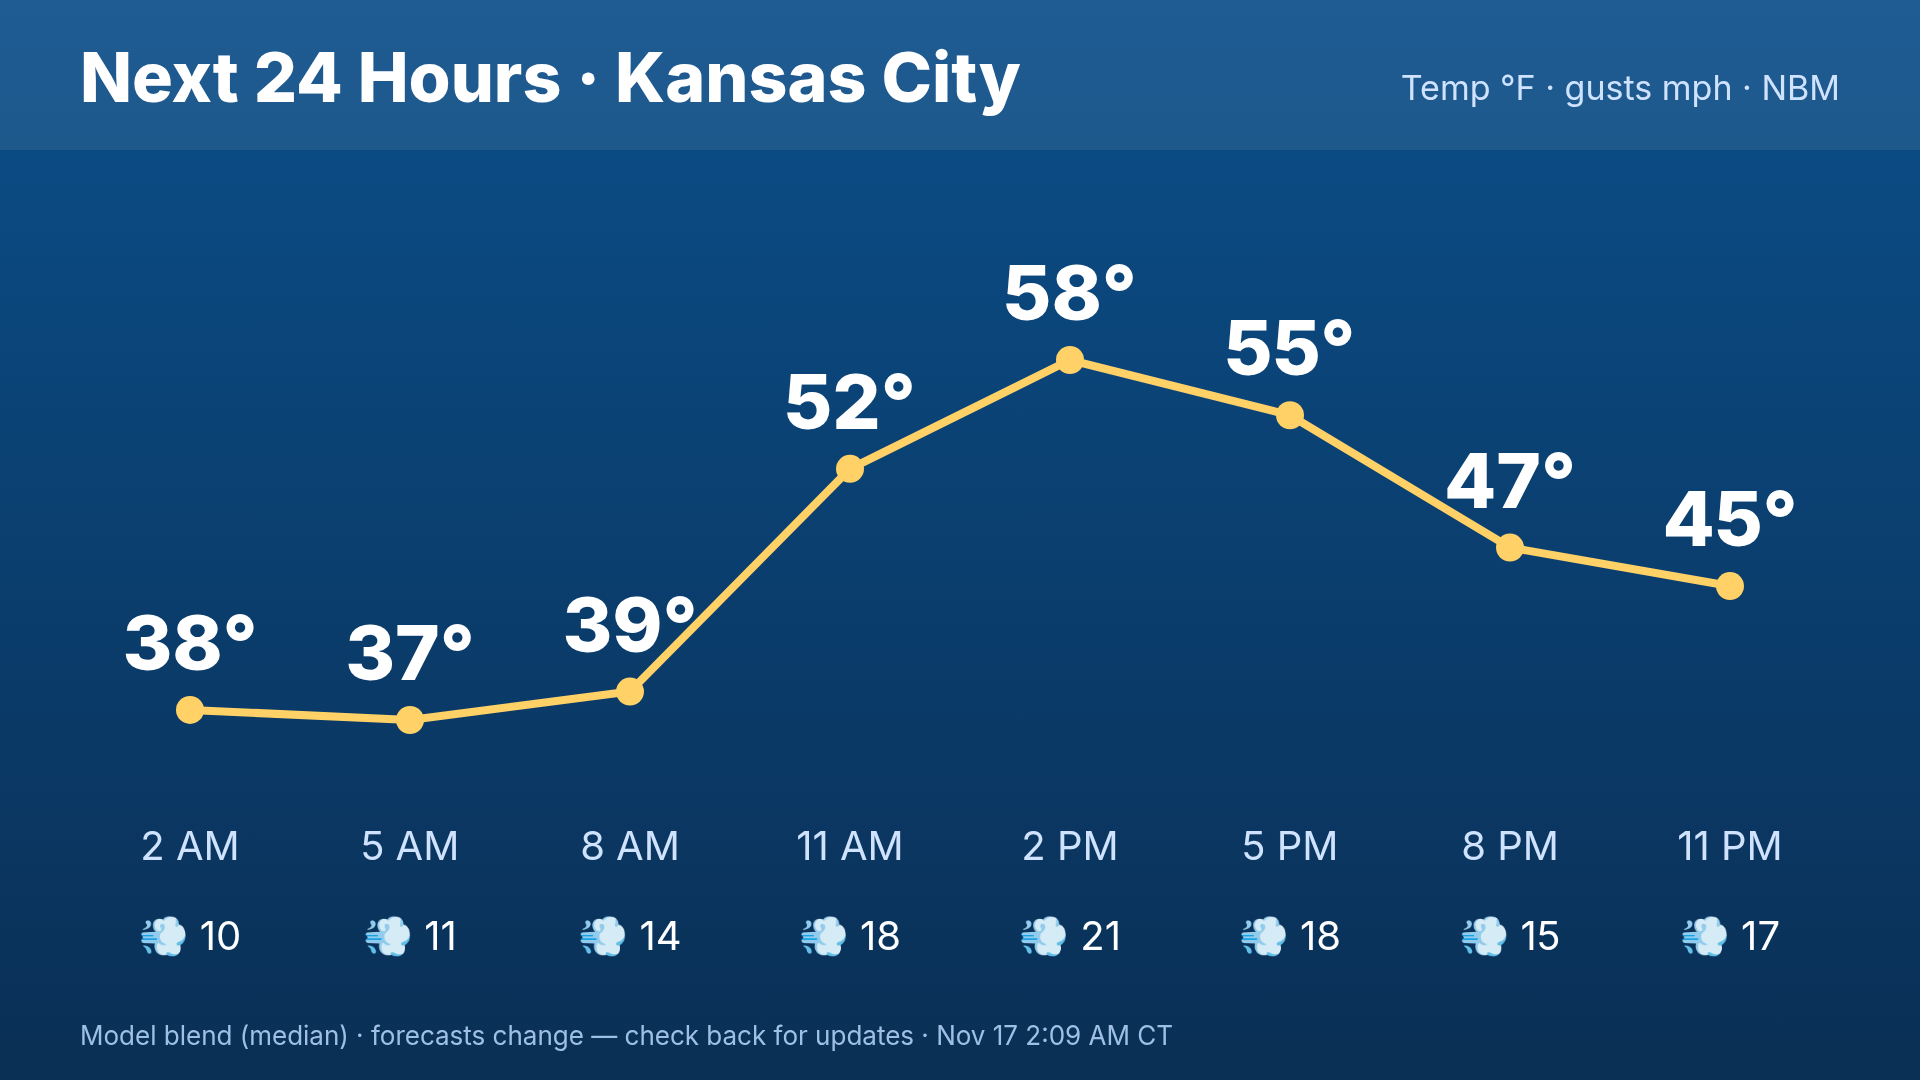 Next 24 Hours · Kansas City
Temp °F · gusts mph · NBM
58°
55°
52°
47°
45°
39°
38°
37°
2 AM 5 AM 8 AM 11 AM 2 PM 5 PM 8 PM 11 PM
💨 10 💨 11 💨 14 💨 18 💨 21 💨 18 💨 15 💨 17
Model blend (median) · forecasts change — check back for updates · Nov 17 2:09 AM CT